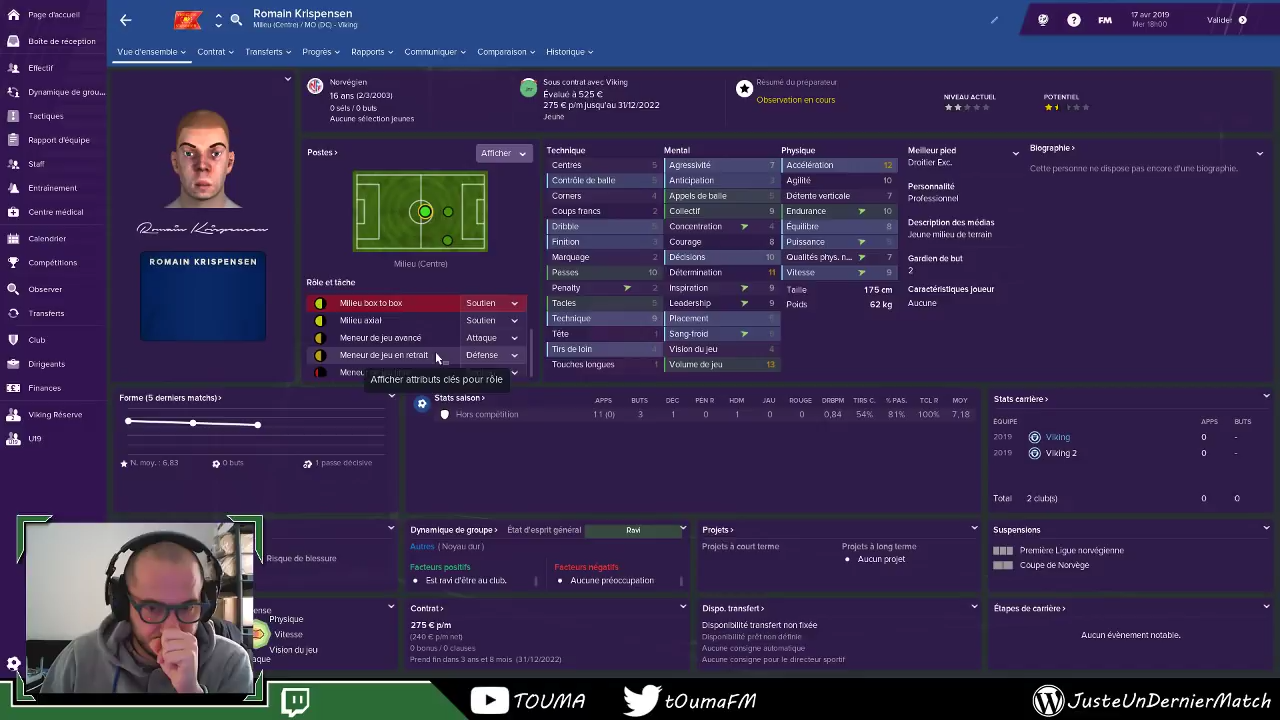 Page d'accueil
Boîte de réception
Effectif
Dynamique de grou...
Tactiques
Rapport d'équipe
Staff
Entraînement
Centre médical
Calendrier
Compétitions
Observer
Transferts
Club
Dirigeants
Finances
Viking Réserve
U19
Romain Krispensen
Milieu (Centre) / MO (DC) - Viking
FM
17 avr 2019
Mer 18h00
Valider
Vue d'ensemble
Contrat
Transferts
Progrès
Rapports
Communiquer
Comparaison
Historique
Norvégien
16 ans (2/3/2003)
0 séls / 0 buts
Aucune sélection jeunes
Sous contrat avec Viking
Évalué à 525 €
275 € p/m jusqu'au 31/12/2022
Jeune
Résumé du préparateur
Observation en cours
NIVEAU ACTUEL
POTENTIEL
Romain Krispensen
ROMAIN KRISPENSEN
Postes
Afficher
Milieu (Centre)
Rôle et tâche
Milieu box to box Soutien
Milieu axial Soutien
Meneur de jeu avancé Attaque
Meneur de jeu en retrait Défense
Afficher attributs clés pour rôle
Technique
Centres 5
Contrôle de balle 5
Corners 4
Coups francs 2
Dribble 5
Finition 3
Marquage 2
Passes 10
Penalty 2
Tacles 5
Technique 9
Tête 1
Tirs de loin 4
Touches longues 1
Mental
Agressivité 7
Anticipation 3
Appels de balle 5
Collectif 9
Concentration 4
Courage 8
Décisions 10
Détermination 11
Inspiration 9
Leadership 9
Placement
Sang-froid
Vision du jeu 4
Volume de jeu 13
Physique
Accélération 12
Agilité 10
Détente verticale 7
Endurance 10
Équilibre 8
Puissance
Qualités phys. n... 7
Vitesse 9
Taille 175 cm
Poids 62 kg
Meilleur pied
Droitier Exc.
Personnalité
Professionnel
Description des médias
Jeune milieu de terrain
Gardien de but
2
Caractéristiques joueur
Aucune
Biographie
Cette personne ne dispose pas encore d'une biographie.
Forme (5 derniers matchs)
N. moy. : 6,83
0 buts
1 passe décisive
Stats saison
APPS BUTS DÉC PEN R HDM JAU ROUGE DRBPM TIRS C. % PAS. TCL R MOY
Hors compétition 11 (0) 3 1 0 1 0 0 0,84 54% 81% 100% 7,18
Stats carrière
ÉQUIPE APPS BUTS
2019 Viking 0 -
2019 Viking 2 0 -
Total 2 club(s) 0 0
Risque de blessure
Physique
Vitesse
Vision du jeu
Dynamique de groupe
État d'esprit général
Ravi
Autres (Noyau dur)
Facteurs positifs
Est ravi d'être au club.
Facteurs négatifs
Aucune préoccupation
Projets
Projets à court terme
Projets à long terme
Aucun projet
Suspensions
Première Ligue norvégienne
Coupe de Norvège
Contrat
275 € p/m
(240 € p/m net)
0 bonus / 0 clauses
Prend fin dans 3 ans et 8 mois (31/12/2022)
Dispo. transfert
Disponibilité transfert non fixée
Disponibilité prêt non définie
Aucune consigne automatique
Aucune consigne pour le directeur sportif
Étapes de carrière
Aucun évènement notable.
TOUMA
tOumaFM
JusteUnDernierMatch